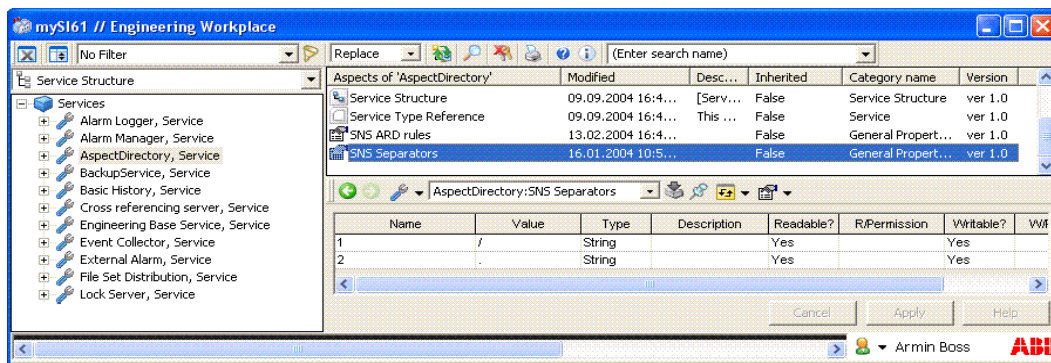 mySI61 // Engineering Workplace
No Filter
Replace
(Enter search name)
Service Structure
Services
Alarm Logger, Service
Alarm Manager, Service
AspectDirectory, Service
BackupService, Service
Basic History, Service
Cross referencing server, Service
Engineering Base Service, Service
Event Collector, Service
External Alarm, Service
File Set Distribution, Service
Lock Server, Service
Aspects of 'AspectDirectory' Modified Desc... Inherited Category name Version
Service Structure 09.09.2004 16:4... [Serv... False Service Structure ver 1.0
Service Type Reference 09.09.2004 16:4... This ... False Service ver 1.0
SNS ARD rules 13.02.2004 16:4... False General Propert... ver 1.0
SNS Separators 16.01.2004 10:5... False General Propert... ver 1.0
AspectDirectory:SNS Separators
Name Value Type Description Readable? R/Permission Writable?
1 / String Yes Yes
2 . String Yes Yes
Cancel Apply Help
Armin Boss
ABB